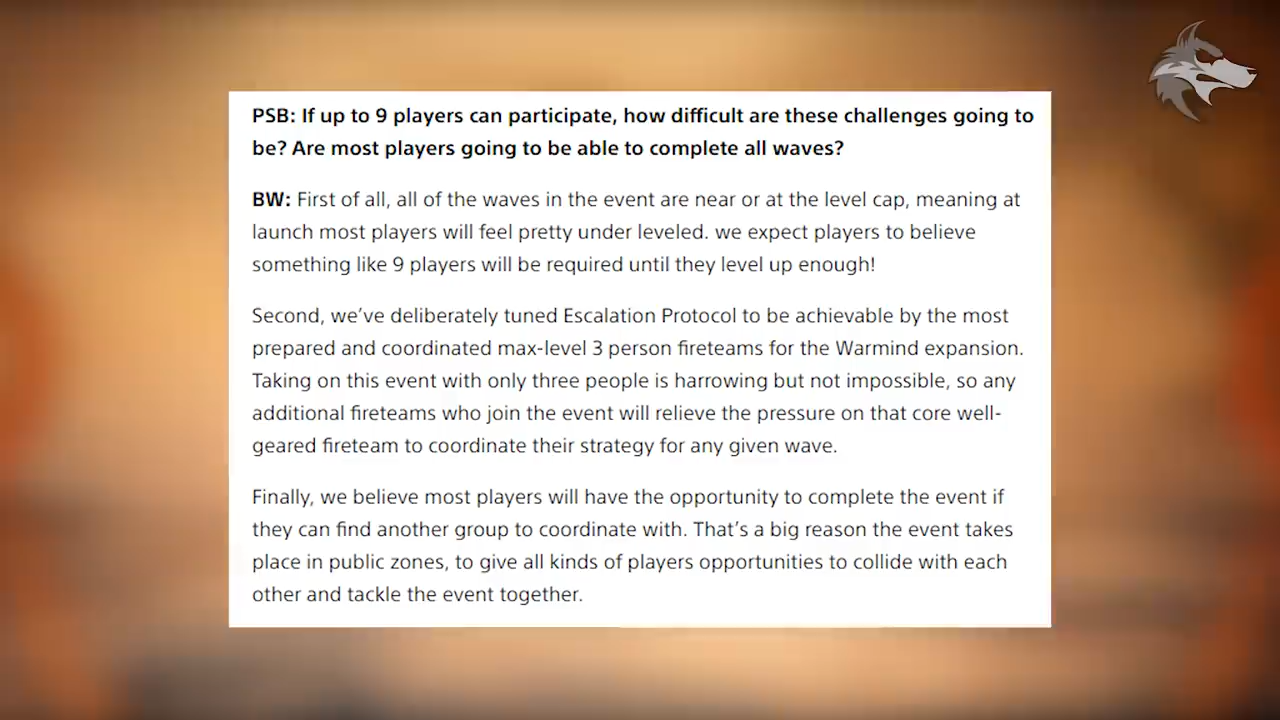 PSB: If up to 9 players can participate, how difficult are these challenges going to
be? Are most players going to be able to complete all waves?
BW: First of all, all of the waves in the event are near or at the level cap, meaning at
launch most players will feel pretty under leveled. we expect players to believe
something like 9 players will be required until they level up enough!
Second, we’ve deliberately tuned Escalation Protocol to be achievable by the most
prepared and coordinated max-level 3 person fireteams for the Warmind expansion.
Taking on this event with only three people is harrowing but not impossible, so any
additional fireteams who join the event will relieve the pressure on that core well-
geared fireteam to coordinate their strategy for any given wave.
Finally, we believe most players will have the opportunity to complete the event if
they can find another group to coordinate with. That’s a big reason the event takes
place in public zones, to give all kinds of players opportunities to collide with each
other and tackle the event together.